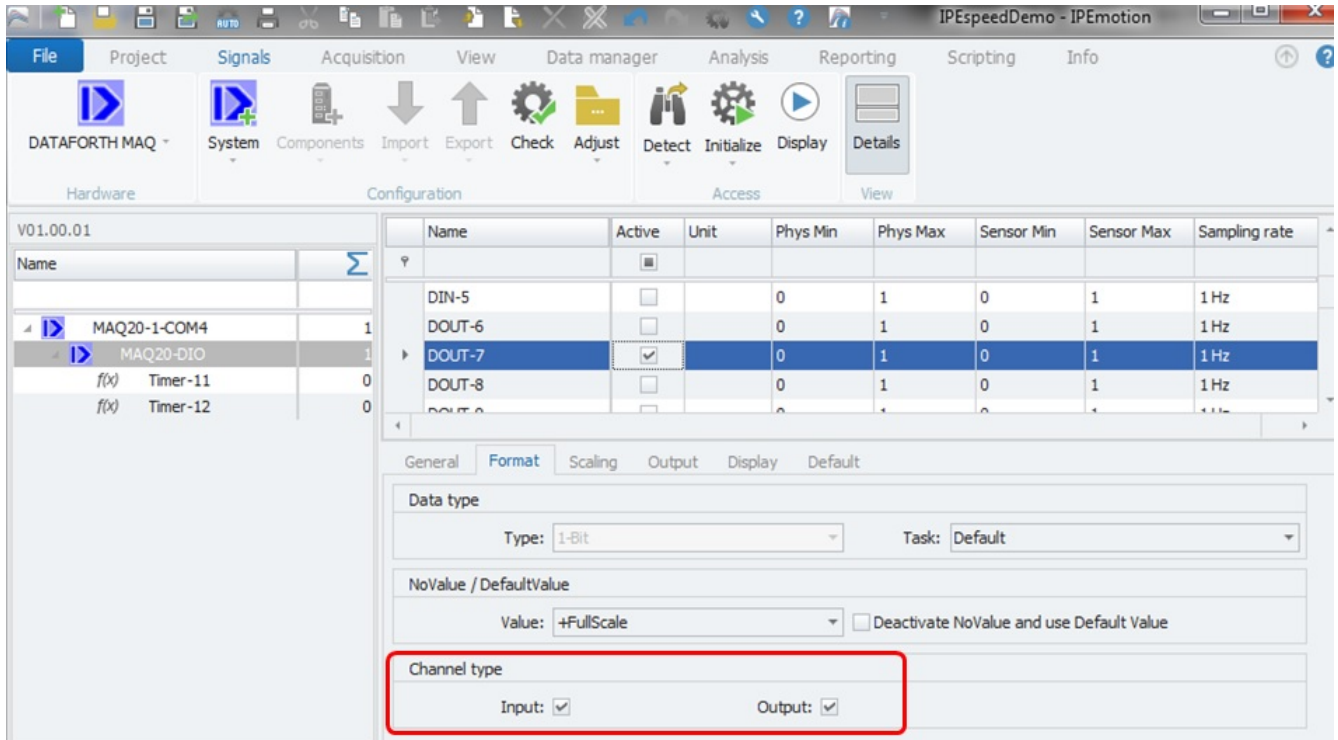 AUTO
IPEspeedDemo - IPEmotion
File Project Signals Acquisition View Data manager Analysis Reporting Scripting Info
DATAFORTH MAQ System Components Import Export Check Adjust Detect Initialize Display Details
Hardware Configuration Access View
V01.00.01
Name
MAQ20-1-COM4 1
MAQ20-DIO 1
f(x) Timer-11 0
f(x) Timer-12 0
Name Active Unit Phys Min Phys Max Sensor Min Sensor Max Sampling rate
DIN-5 0 1 0 1 1 Hz
DOUT-6 0 1 0 1 1 Hz
DOUT-7 0 1 0 1 1 Hz
DOUT-8 0 1 0 1 1 Hz
General Format Scaling Output Display Default
Data type
Type: 1-Bit Task: Default
NoValue / DefaultValue
Value: +FullScale Deactivate NoValue and use Default Value
Channel type
Input: Output: